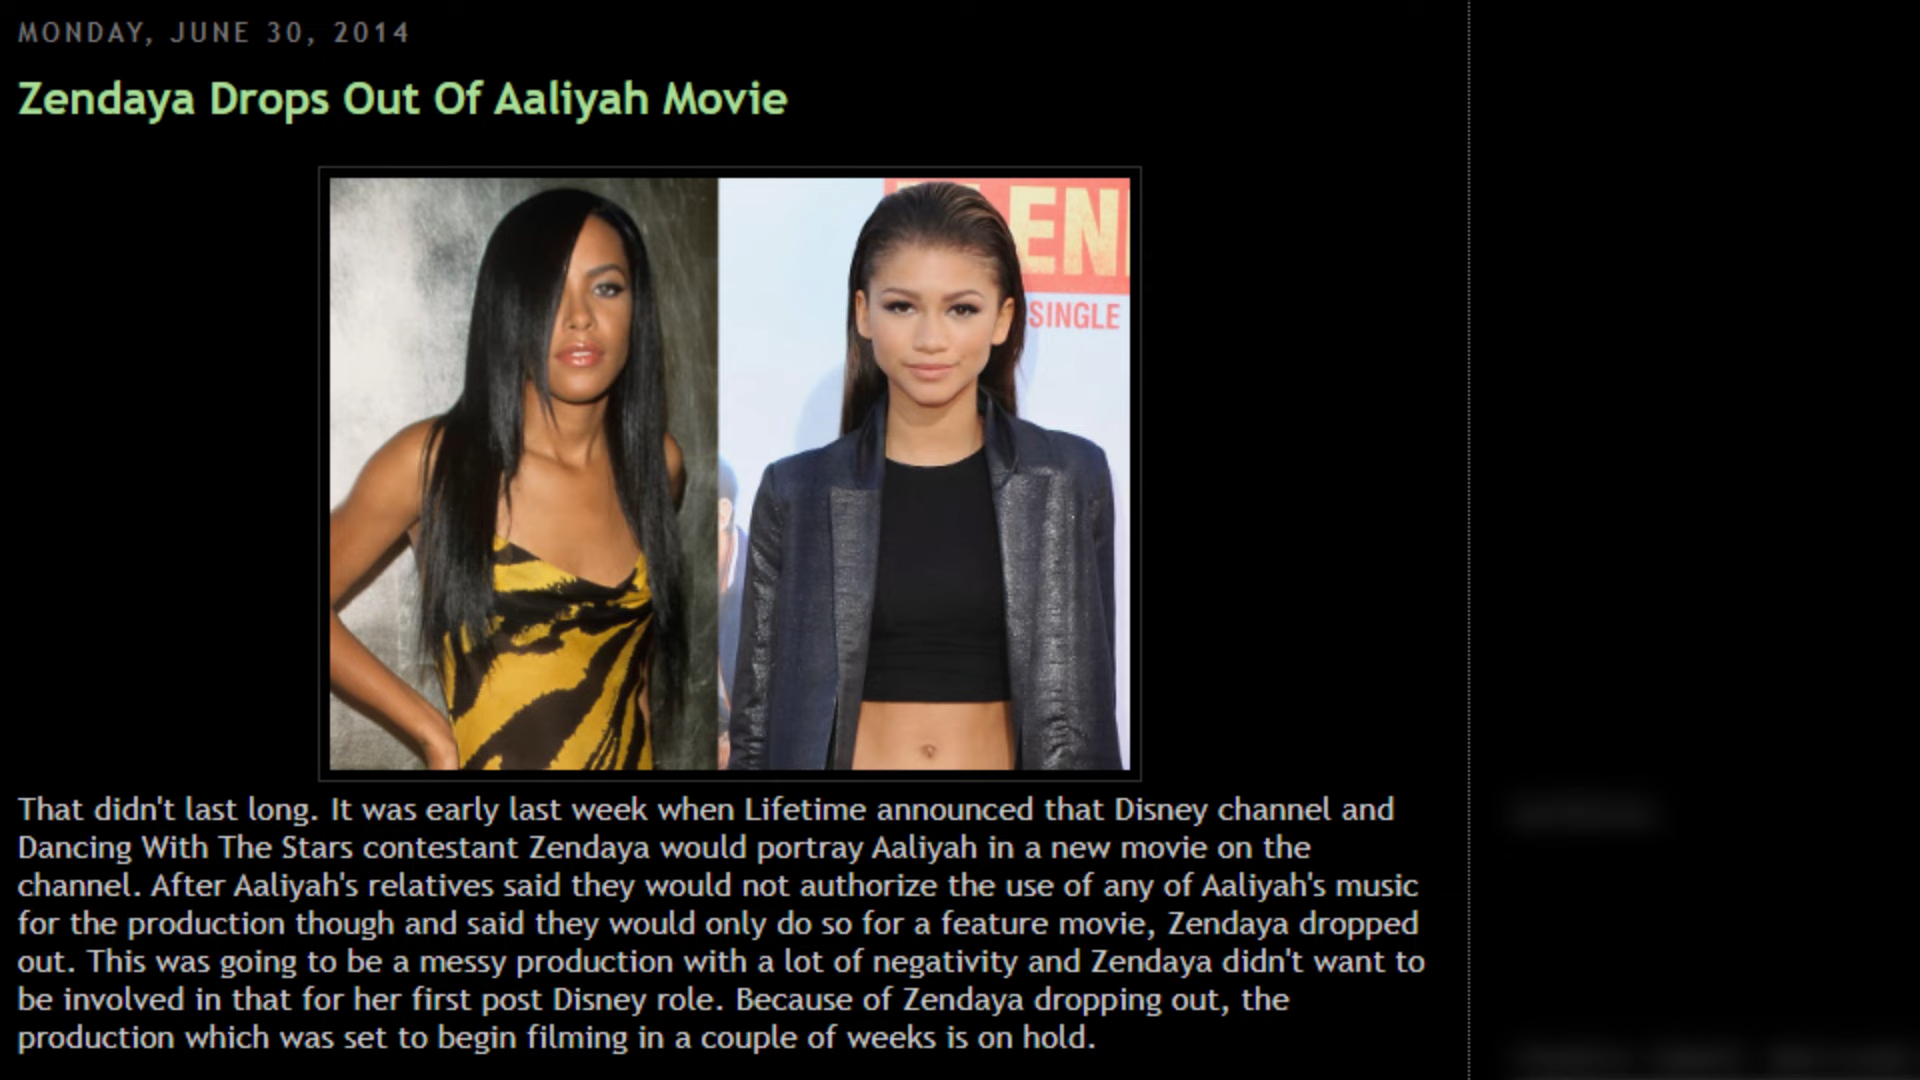 MONDAY, JUNE 30, 2014
Zendaya Drops Out Of Aaliyah Movie
EN
SINGLE
That didn't last long. It was early last week when Lifetime announced that Disney channel and
Dancing With The Stars contestant Zendaya would portray Aaliyah in a new movie on the
channel. After Aaliyah's relatives said they would not authorize the use of any of Aaliyah's music
for the production though and said they would only do so for a feature movie, Zendaya dropped
out. This was going to be a messy production with a lot of negativity and Zendaya didn't want to
be involved in that for her first post Disney role. Because of Zendaya dropping out, the
production which was set to begin filming in a couple of weeks is on hold.